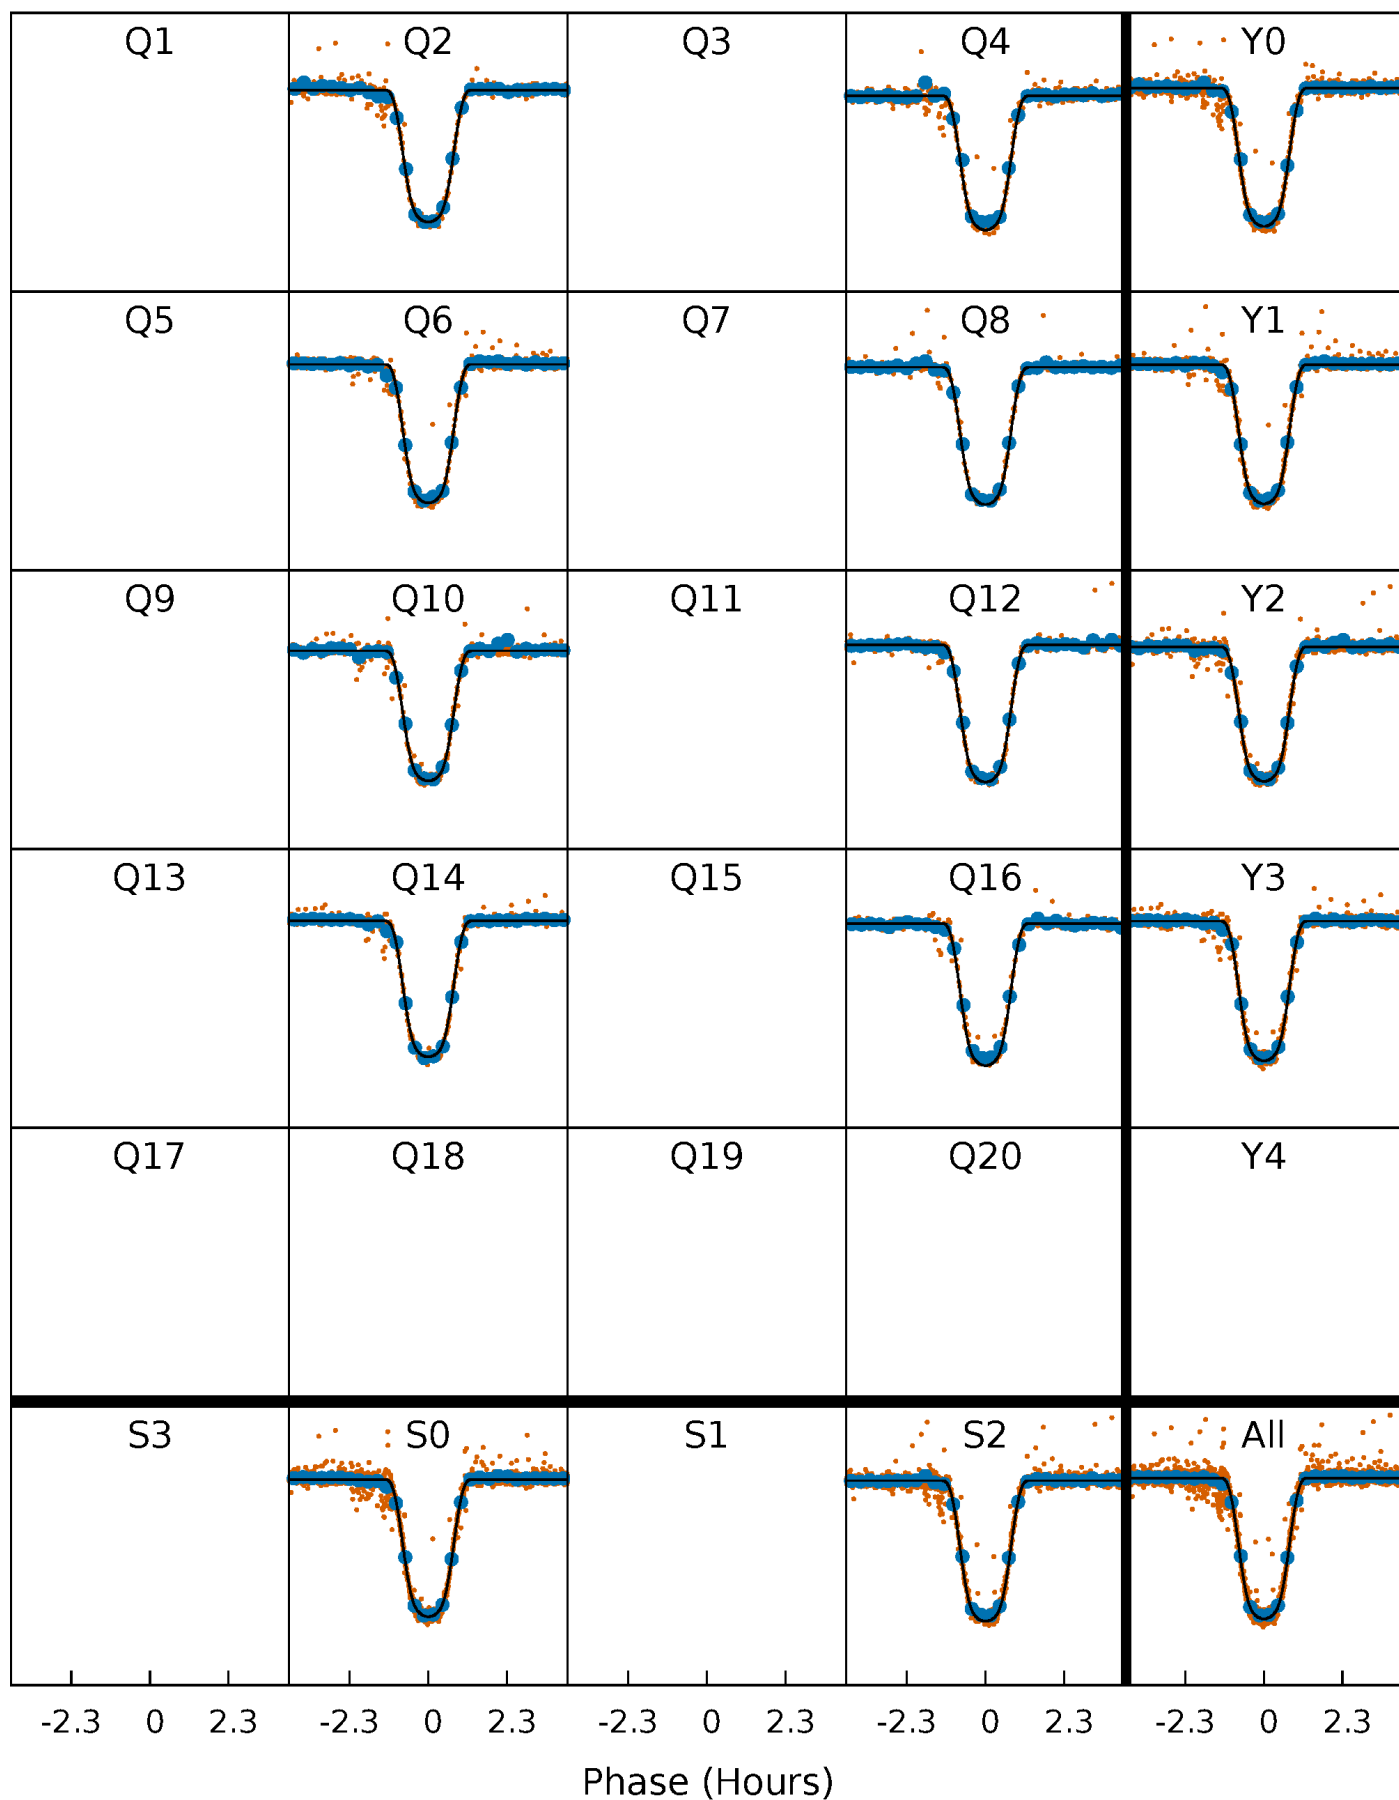 Q1 Q2 Q3 Q4 Y0
Q5 Q6 Q7 Q8 Y1
Q9 Q10 Q11 Q12 Y2
Q13 Q14 Q15 Q16 Y3
Q17 Q18 Q19 Q20 Y4
S3 S0 S1 S2 All
-2.3 0 2.3 -2.3 0 2.3 -2.3 0 2.3 -2.3 0 2.3 -2.3 0 2.3
Phase (Hours)